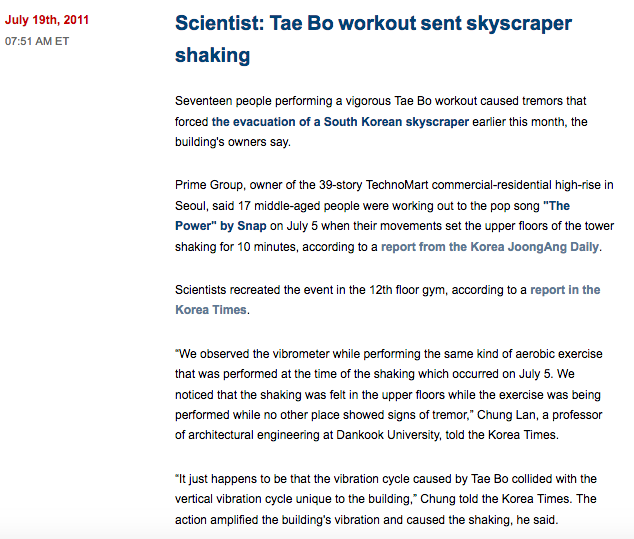 July 19th, 2011
07:51 AM ET
Scientist: Tae Bo workout sent skyscraper
shaking
Seventeen people performing a vigorous Tae Bo workout caused tremors that
forced the evacuation of a South Korean skyscraper earlier this month, the
building's owners say.
Prime Group, owner of the 39-story TechnoMart commercial-residential high-rise in
Seoul, said 17 middle-aged people were working out to the pop song "The
Power" by Snap on July 5 when their movements set the upper floors of the tower
shaking for 10 minutes, according to a report from the Korea JoongAng Daily.
Scientists recreated the event in the 12th floor gym, according to a report in the
Korea Times.
“We observed the vibrometer while performing the same kind of aerobic exercise
that was performed at the time of the shaking which occurred on July 5. We
noticed that the shaking was felt in the upper floors while the exercise was being
performed while no other place showed signs of tremor,” Chung Lan, a professor
of architectural engineering at Dankook University, told the Korea Times.
“It just happens to be that the vibration cycle caused by Tae Bo collided with the
vertical vibration cycle unique to the building,” Chung told the Korea Times. The
action amplified the building's vibration and caused the shaking, he said.